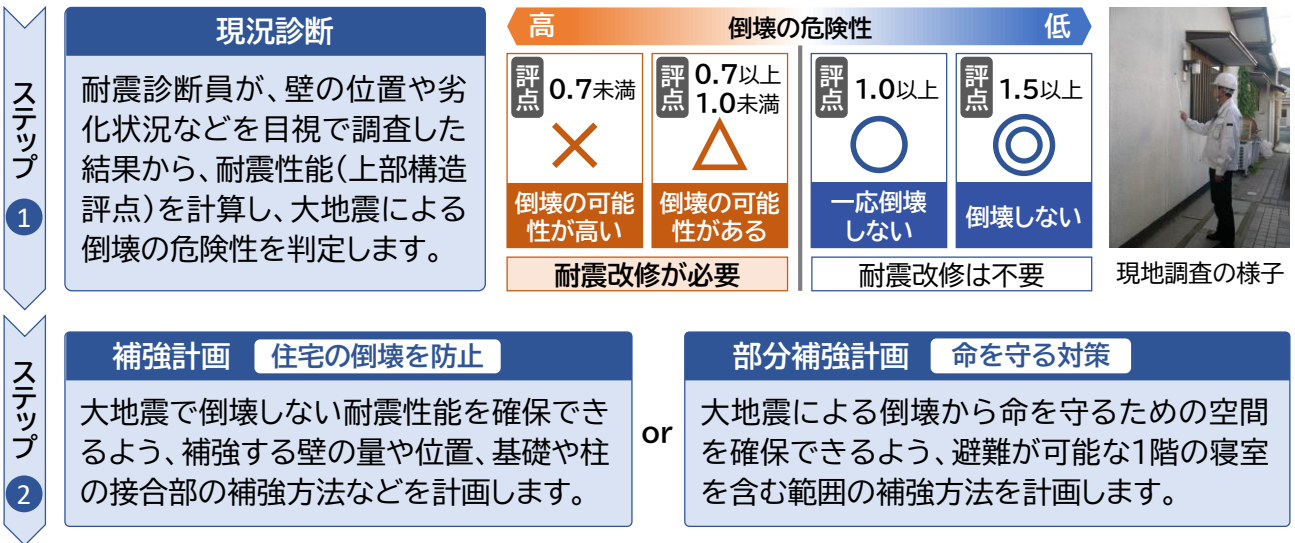 ステップ
1
現況診断
耐震診断員が、壁の位置や劣
化状況などを目視で調査した
結果から、耐震性能(上部構造
評点)を計算し、大地震による
倒壊の危険性を判定します。
高 倒壊の危険性 低
評点 0.7未満
倒壊の可能
性が高い
評点 0.7以上
1.0未満
倒壊の可能
性がある
評点 1.0以上
一応倒壊
しない
評点 1.5以上
倒壊しない
耐震改修が必要
耐震改修は不要
現地調査の様子
ステップ
2
補強計画 住宅の倒壊を防止
大地震で倒壊しない耐震性能を確保でき
るよう、補強する壁の量や位置、基礎や柱
の接合部の補強方法などを計画します。
or
部分補強計画 命を守る対策
大地震による倒壊から命を守るための空間
を確保できるよう、避難が可能な1階の寝室
を含む範囲の補強方法を計画します。